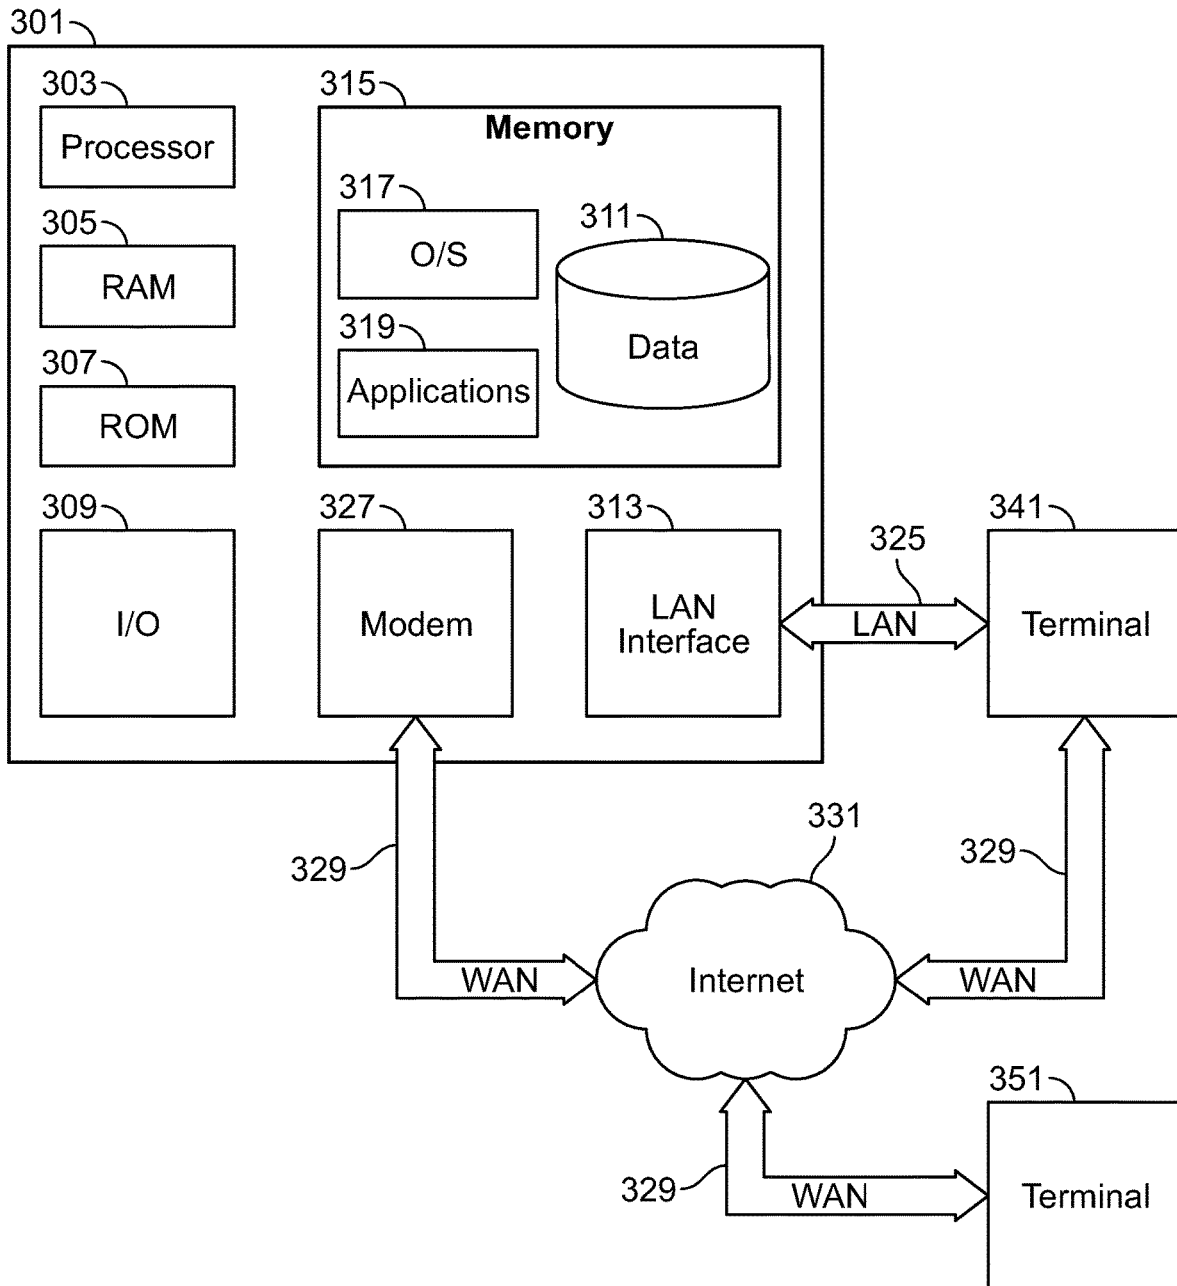 301
303
Processor
305
RAM
307
ROM
309
I/O
315
Memory
317
O/S
319
Applications
311
Data
327
Modem
313
LAN
Interface
325
LAN
341
Terminal
329
WAN
331
Internet
329
WAN
351
Terminal
329
WAN